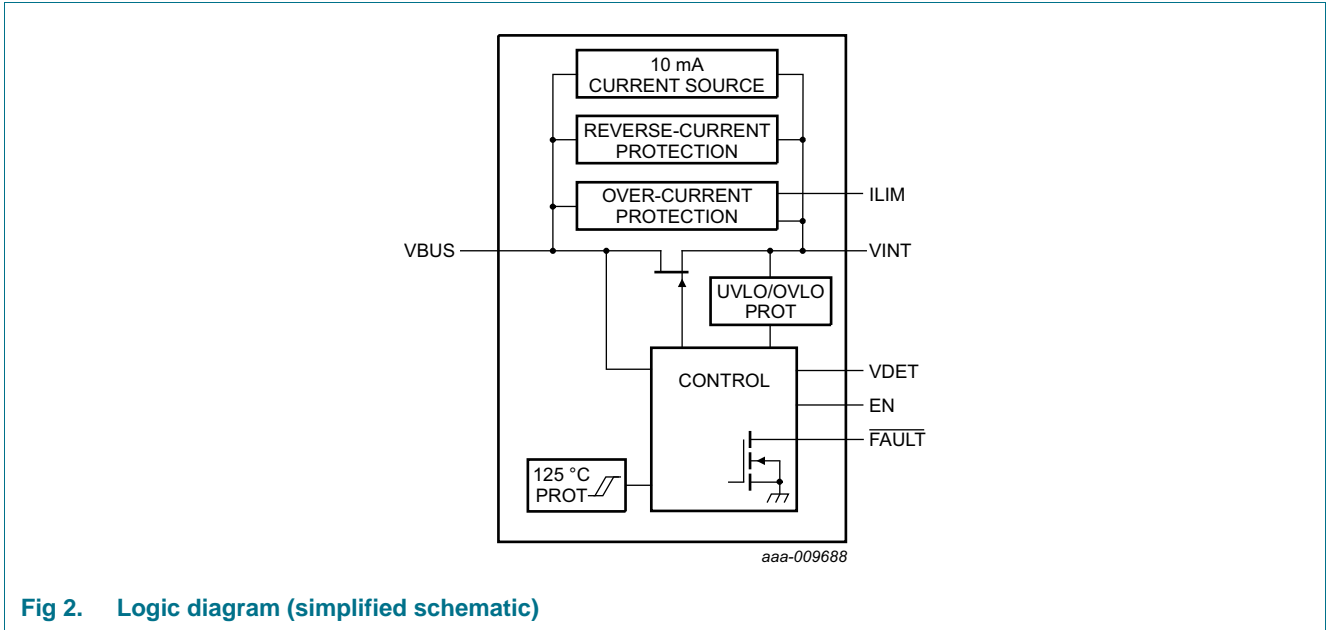 10 mA
CURRENT SOURCE
REVERSE-CURRENT
PROTECTION
OVER-CURRENT
PROTECTION
ILIM
VBUS
VINT
UVLO/OVLO
PROT
CONTROL
VDET
EN
FAULT
125 °C
PROT
aaa-009688
Fig 2. Logic diagram (simplified schematic)